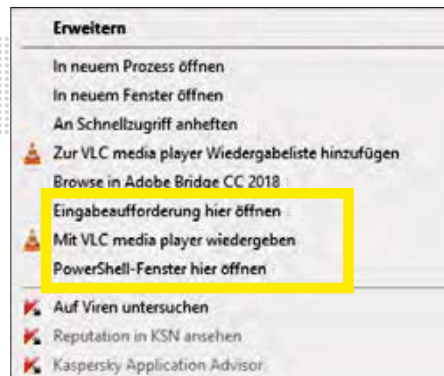 Erweitern
In neuem Prozess öffnen
In neuem Fenster öffnen
An Schnellzugriff anheften
Zur VLC media player Wiedergabeliste hinzufügen
Browse in Adobe Bridge CC 2018
Eingabeaufforderung hier öffnen
Mit VLC media player wiedergeben
PowerShell-Fenster hier öffnen
Auf Viren untersuchen
Reputation in KSN ansehen
Kaspersky Application Advisor